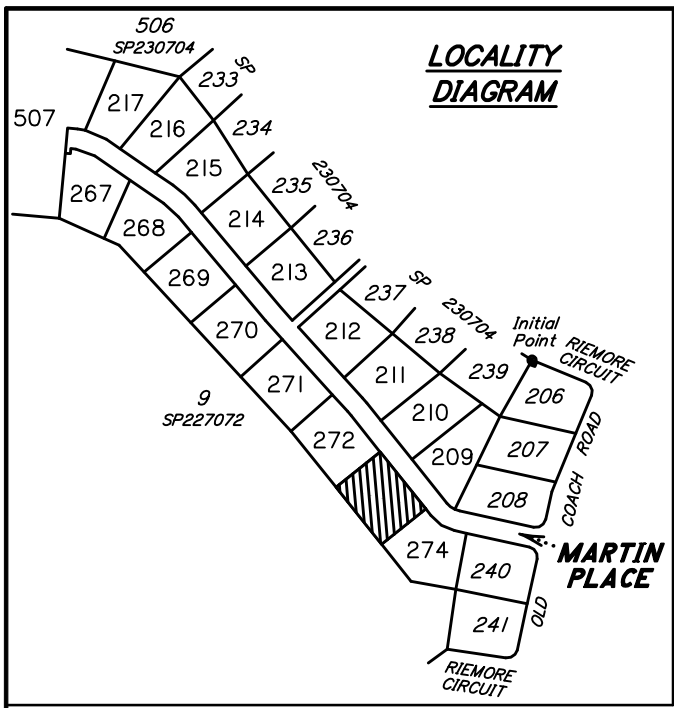 506
SP230704
LOCALITY
DIAGRAM
SP
233
217
507
216
234
215
235
230704
267
214
236
268
213
SP
237
230704
269
Initial
Point
RIEMORE
CIRCUIT
270
212
238
239
211
206
271
9
SP227072
210
ROAD
272
209
207
208
COACH
274
MARTIN
PLACE
240
OLD
241
RIEMORE
CIRCUIT